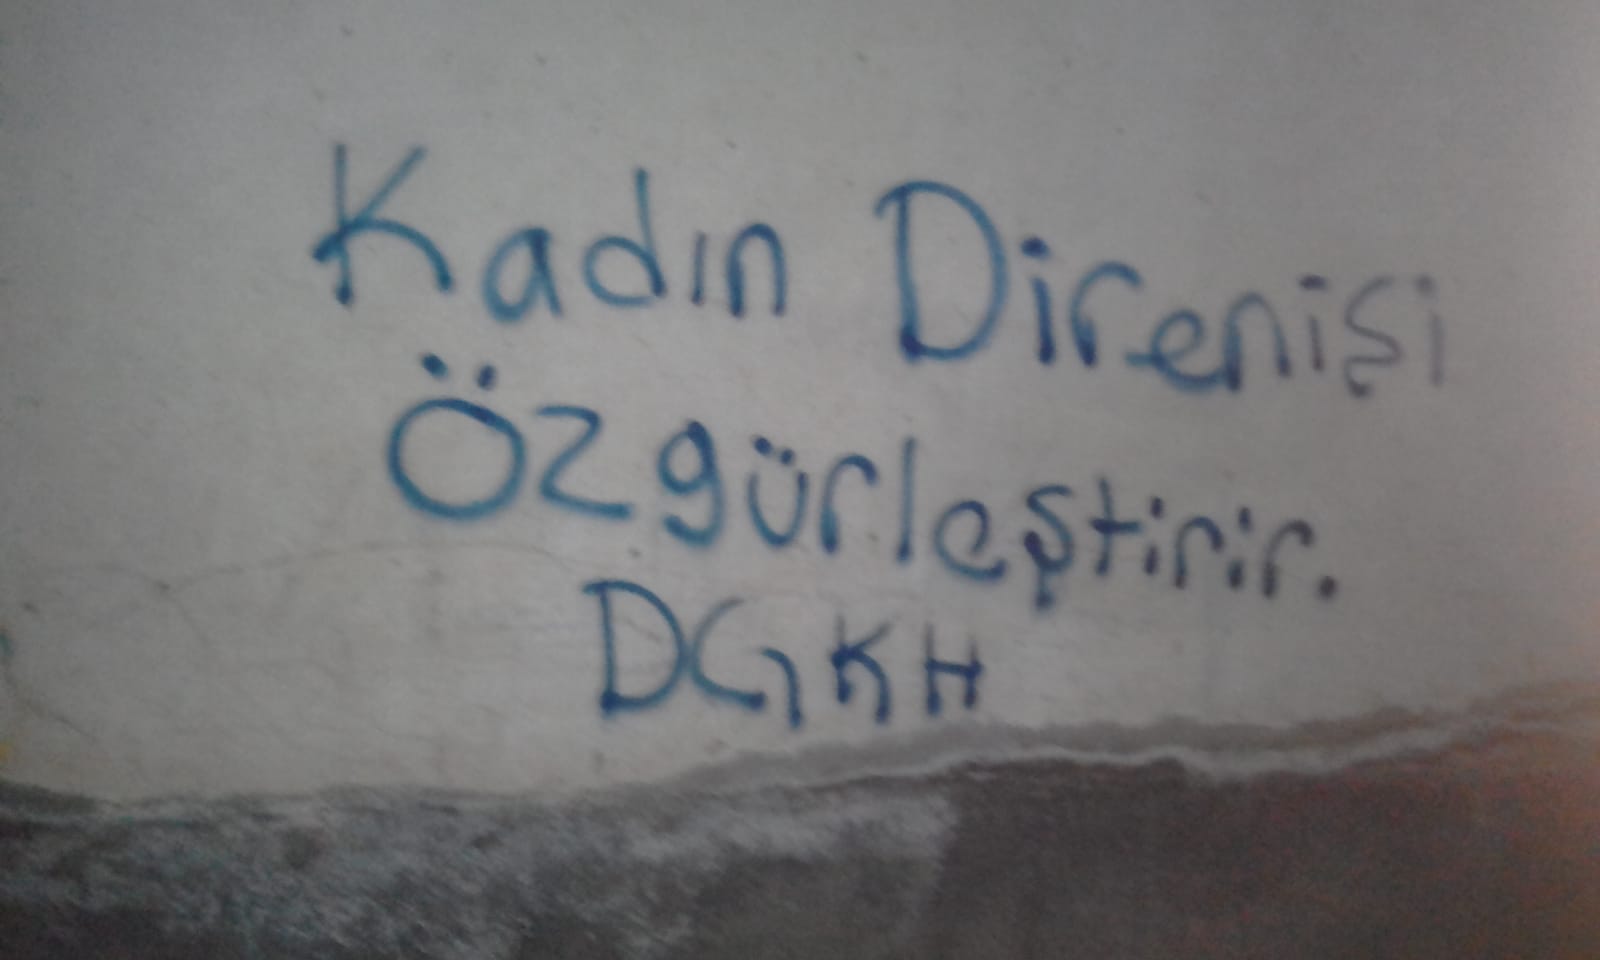 Kadın Direnişi
Özgürleştirir.
DGKH